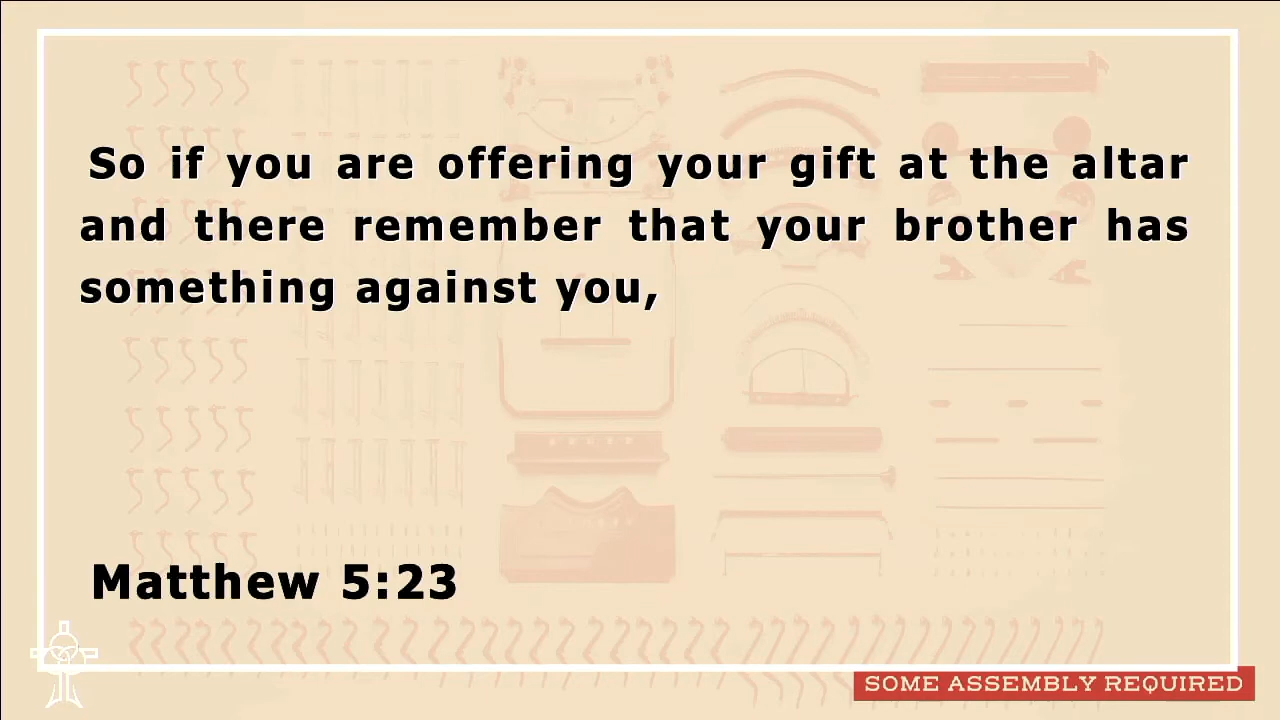 So if you are offering your gift at the altar
and there remember that your brother has
something against you,
Matthew 5:23
SOME ASSEMBLY REQUIRED